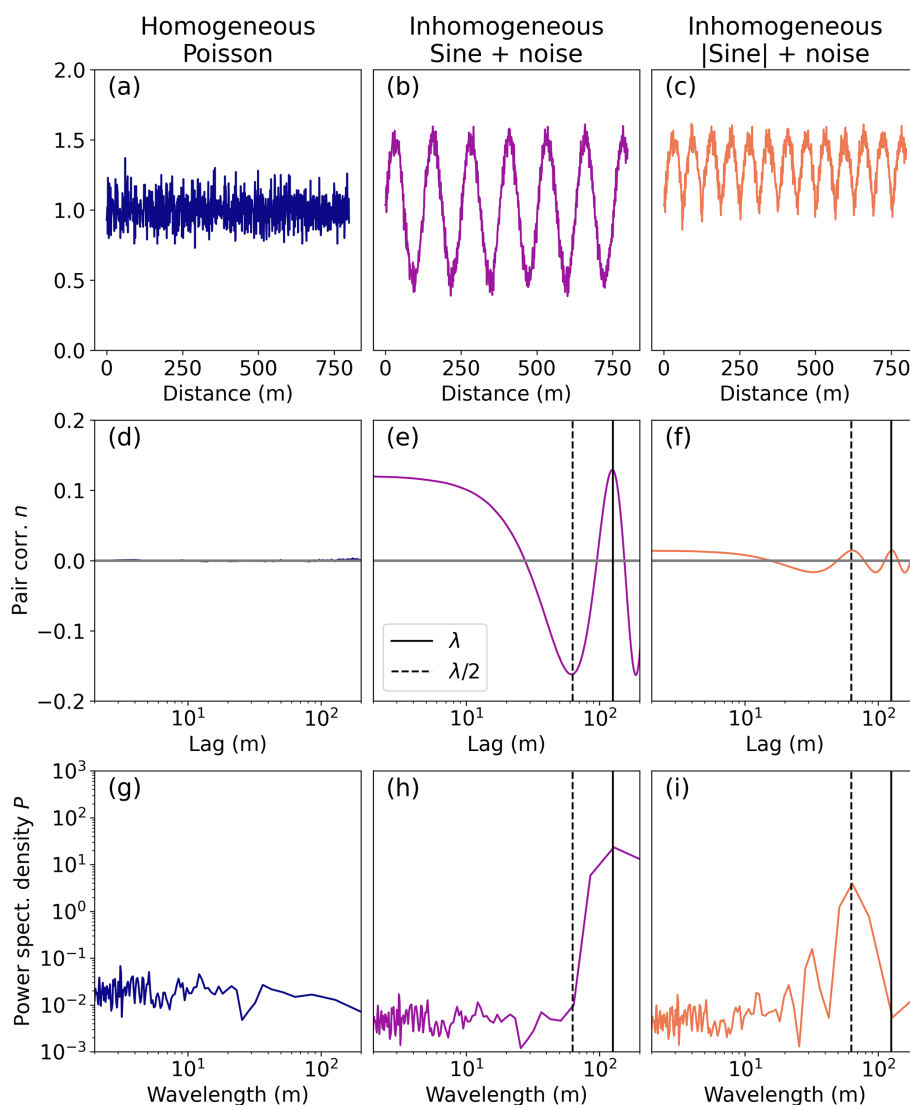 Homogeneous
Poisson
Inhomogeneous
Sine + noise
Inhomogeneous
|Sine| + noise
(a)
(b)
(c)
2.0
1.5
1.0
0.5
0.0
0 250 500 750
0 250 500 750
0 250 500 750
Distance (m)
Distance (m)
Distance (m)
(d)
(e)
(f)
Pair corr. n
0.2
0.1
0.0
−0.1
−0.2
λ
λ/2
10¹ 10²
10¹ 10²
10¹ 10²
Lag (m)
Lag (m)
Lag (m)
(g)
(h)
(i)
Power spect. density P
10³
10²
10¹
10⁰
10⁻¹
10⁻²
10⁻³
10¹ 10²
10¹ 10²
10¹ 10²
Wavelength (m)
Wavelength (m)
Wavelength (m)